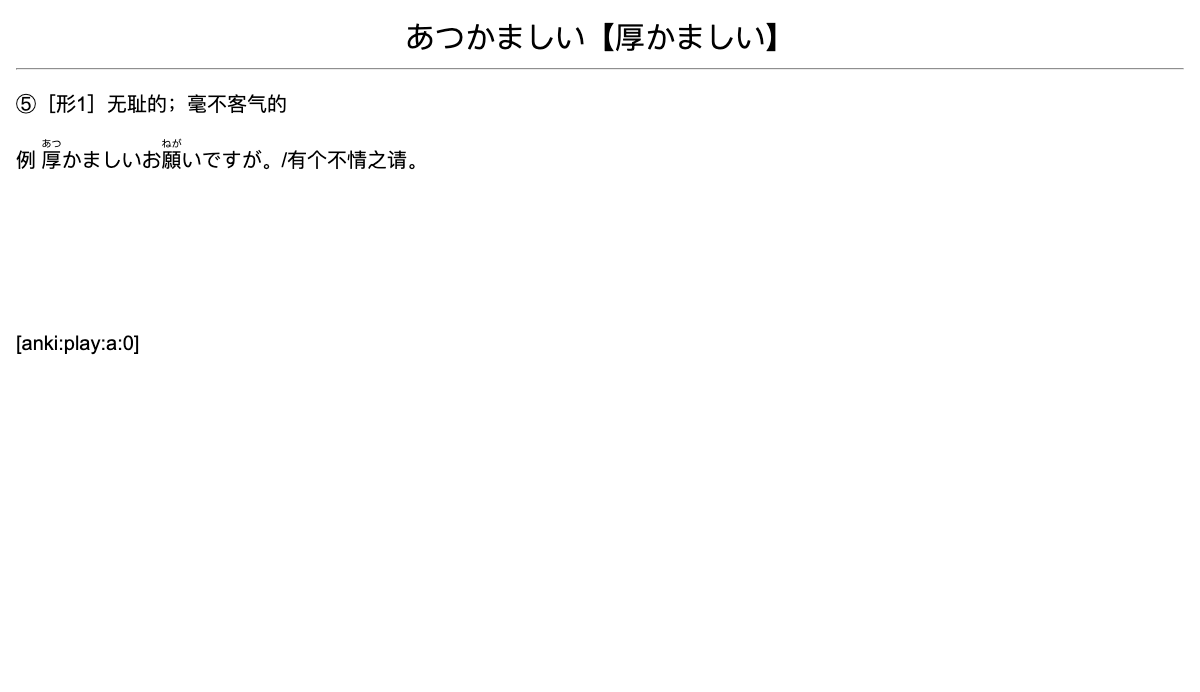 あつかましい【厚かましい】
⑤［形1］无耻的；毫不客气的
例 厚かましいお願いですが。/有个不情之请。
あつ ねが
[anki:play:a:0]